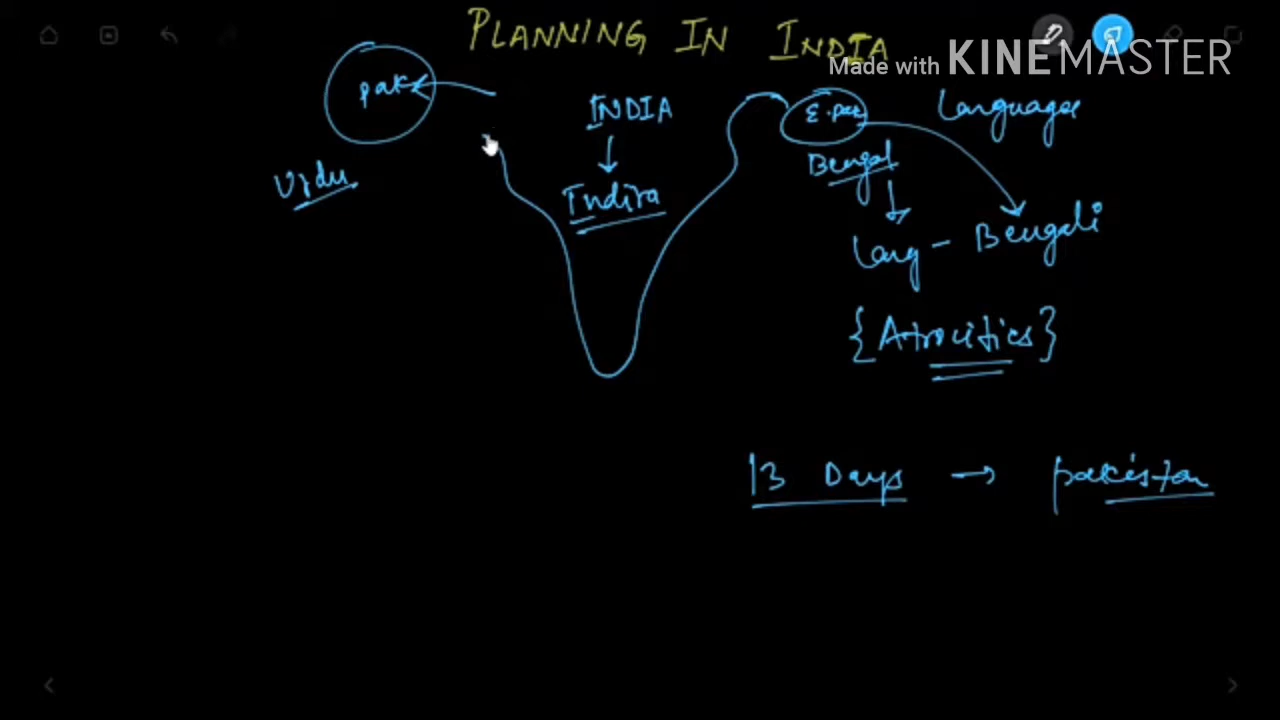 PLANNING IN INDIA
Made with KINEMASTER
Pak
INDIA
E. Pak
Languages
Urdu
Indira
Bengal
Lang - Bengali
{Atrocities}
13 Days → Pakistan